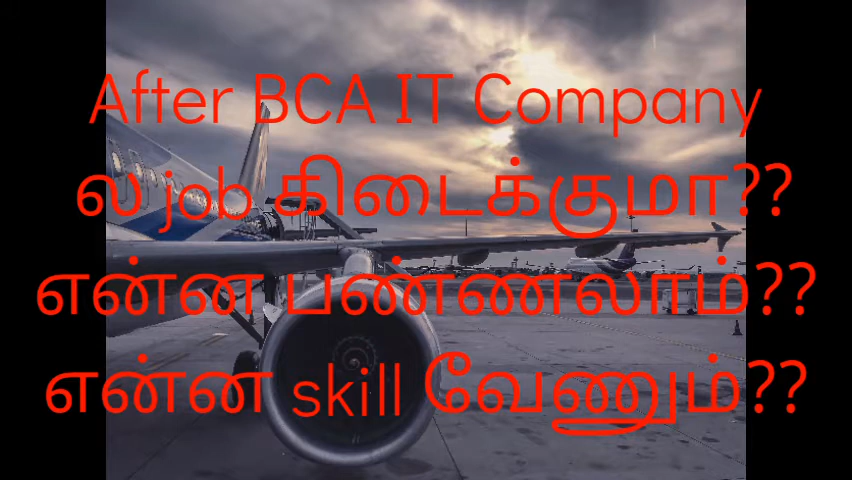 After BCA IT Company
ல job கிடைக்குமா??
என்ன பண்ணலாம்??
என்ன skill வேணும்??